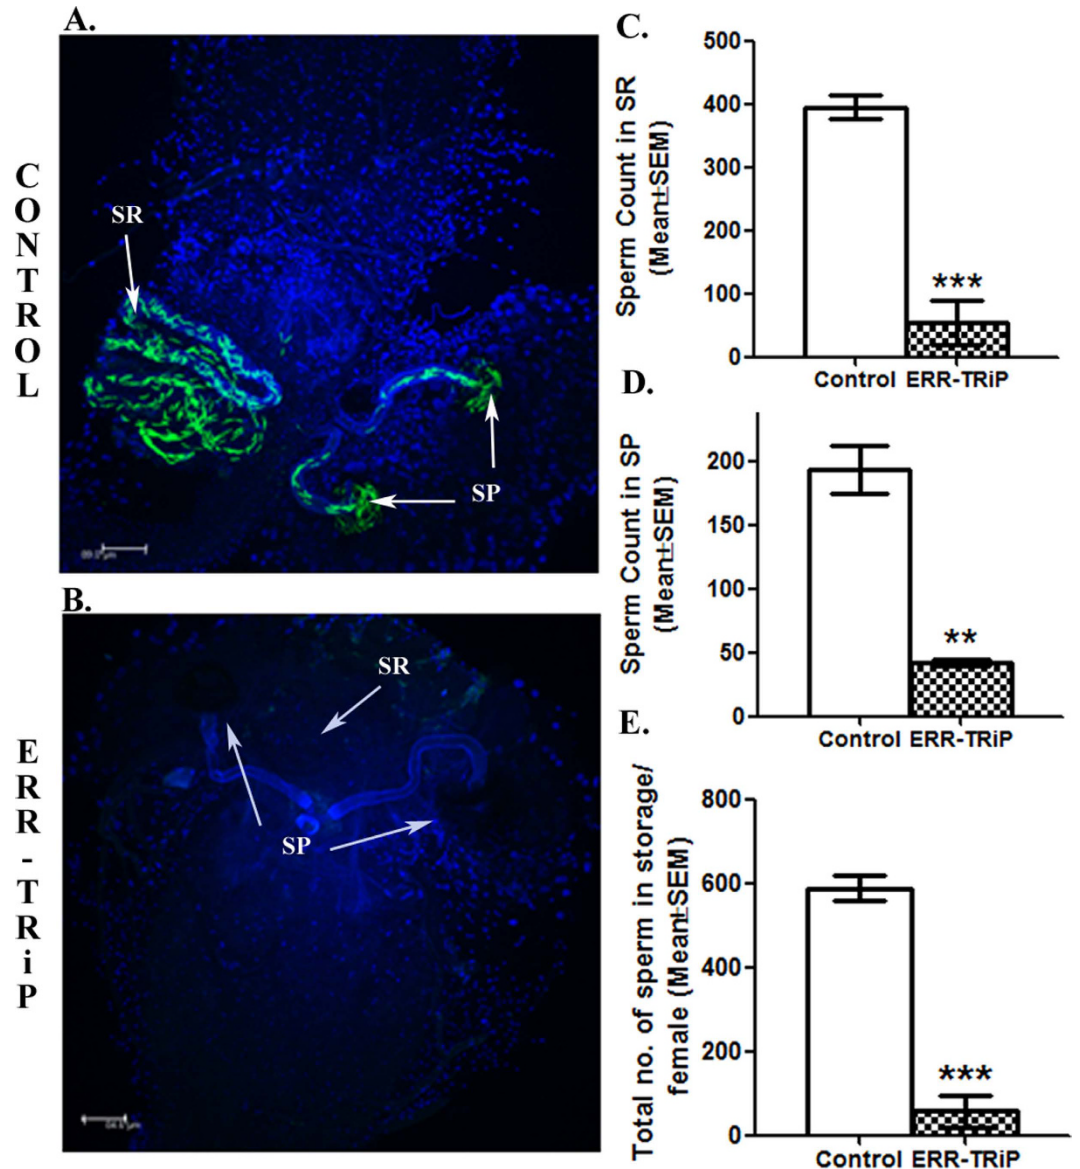 A.
CONTROL
SR
SP
B.
ERR-TRiP
SR
SP
C.
Sperm Count in SR
(Mean±SEM)
500
400
300
200
100
0
***
Control ERR-TRiP
D.
Sperm Count in SP
(Mean±SEM)
200
150
100
50
0
**
Control ERR-TRiP
E.
Total no. of sperm in storage/
female (Mean±SEM)
800
600
400
200
0
***
Control ERR-TRiP